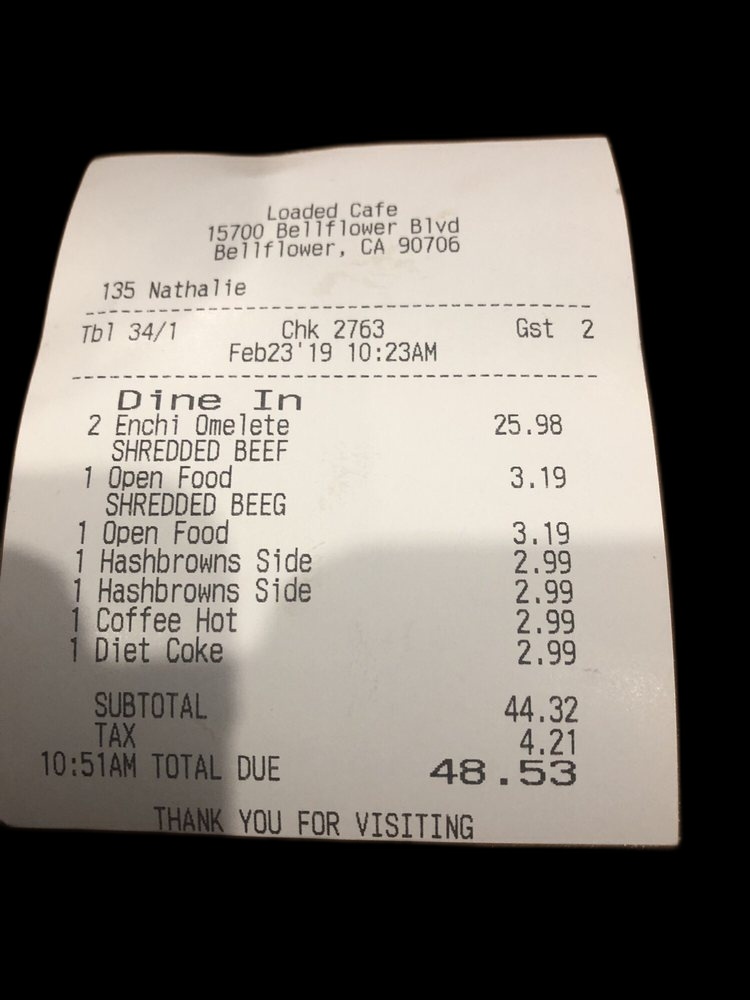 Loaded Cafe
15700 Bellflower Blvd
Bellflower, CA 90706
135 Nathalie
Tbl 34/1 Chk 2763 Gst 2
Feb23'19 10:23AM
Dine In
2 Enchi Omelete 25.98
SHREDDED BEEF
1 Open Food 3.19
SHREDDED BEEG
1 Open Food 3.19
1 Hashbrowns Side 2.99
1 Hashbrowns Side 2.99
1 Coffee Hot 2.99
1 Diet Coke 2.99
SUBTOTAL 44.32
TAX 4.21
10:51AM TOTAL DUE 48.53
THANK YOU FOR VISITING